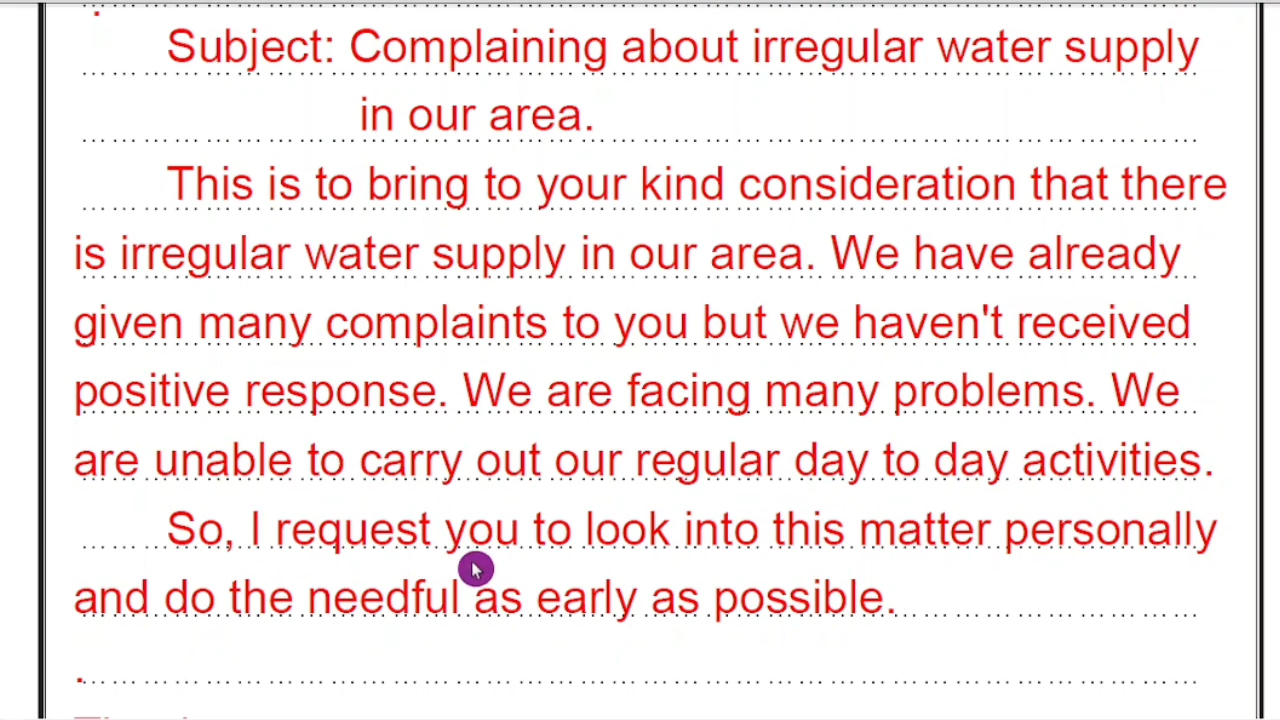 Subject: Complaining about irregular water supply
in our area.
This is to bring to your kind consideration that there
is irregular water supply in our area. We have already
given many complaints to you but we haven't received
positive response. We are facing many problems. We
are unable to carry out our regular day to day activities.
So, I request you to look into this matter personally
and do the needful as early as possible.